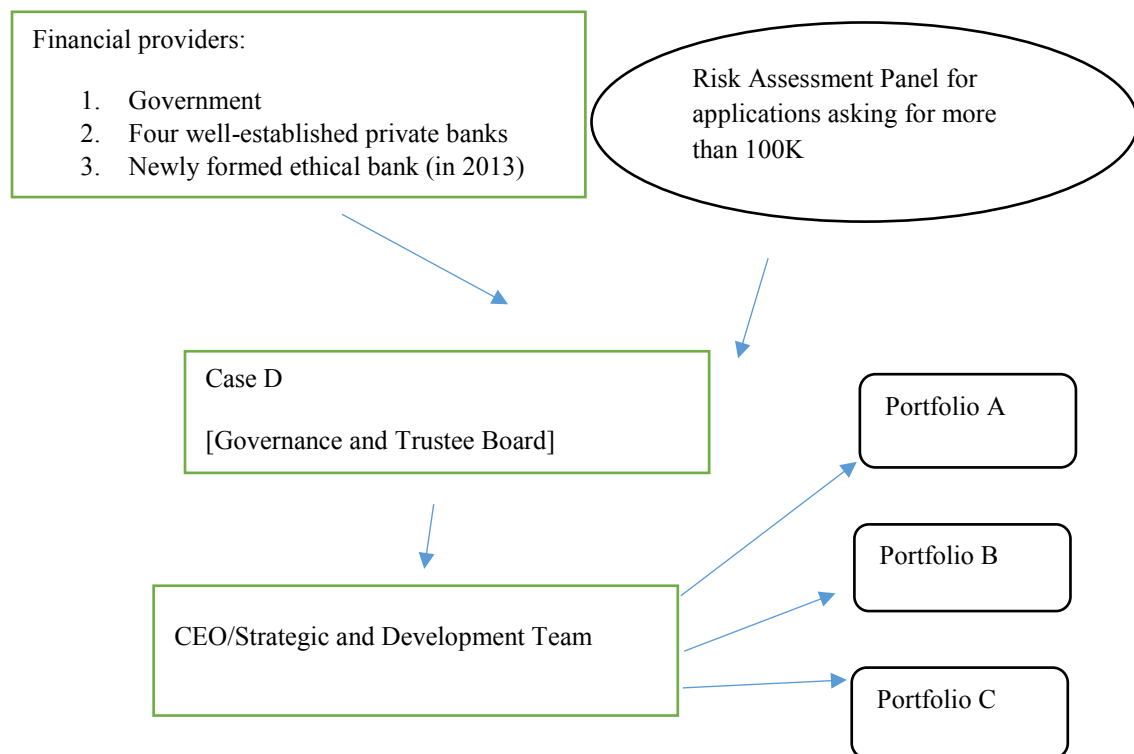 Financial providers:
1. Government
2. Four well-established private banks
3. Newly formed ethical bank (in 2013)
Risk Assessment Panel for
applications asking for more
than 100K
Case D
[Governance and Trustee Board]
Portfolio A
Portfolio B
CEO/Strategic and Development Team
Portfolio C